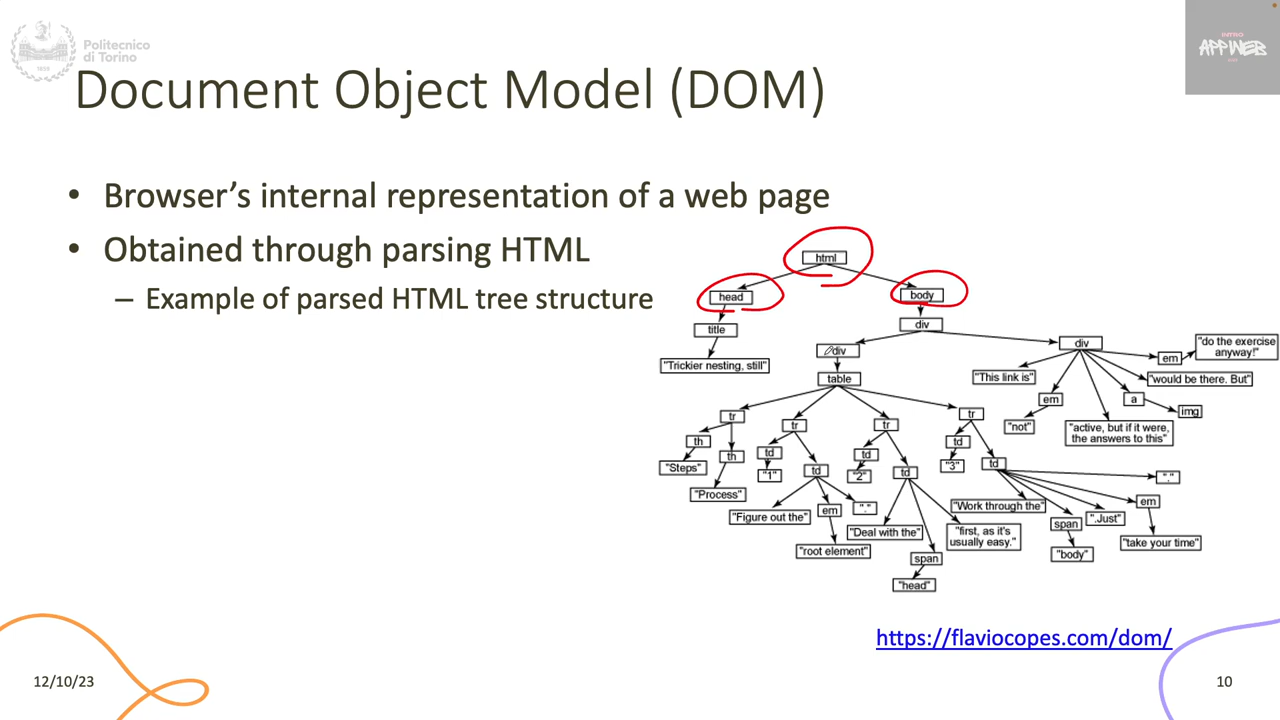 Politecnico
di Torino
1859
INTRO
APPWEB
Document Object Model (DOM)
• Browser’s internal representation of a web page
• Obtained through parsing HTML
– Example of parsed HTML tree structure
html
head
body
title
div
"Trickier nesting, still"
div
div
table
"This link is"
em
"not"
"active, but if it were,
the answers to this"
a
img
"would be there. But"
em
"do the exercise
anyway!"
tr
tr
tr
tr
th
th
"Steps"
"Process"
td
"1"
td
"Figure out the"
em
"."
"root element"
td
"2"
td
"Deal with the"
span
"head"
"first, as it's
usually easy."
td
"3"
td
"Work through the"
span
"body"
".Just"
em
"take your time"
"."
https://flaviocopes.com/dom/
12/10/23
10